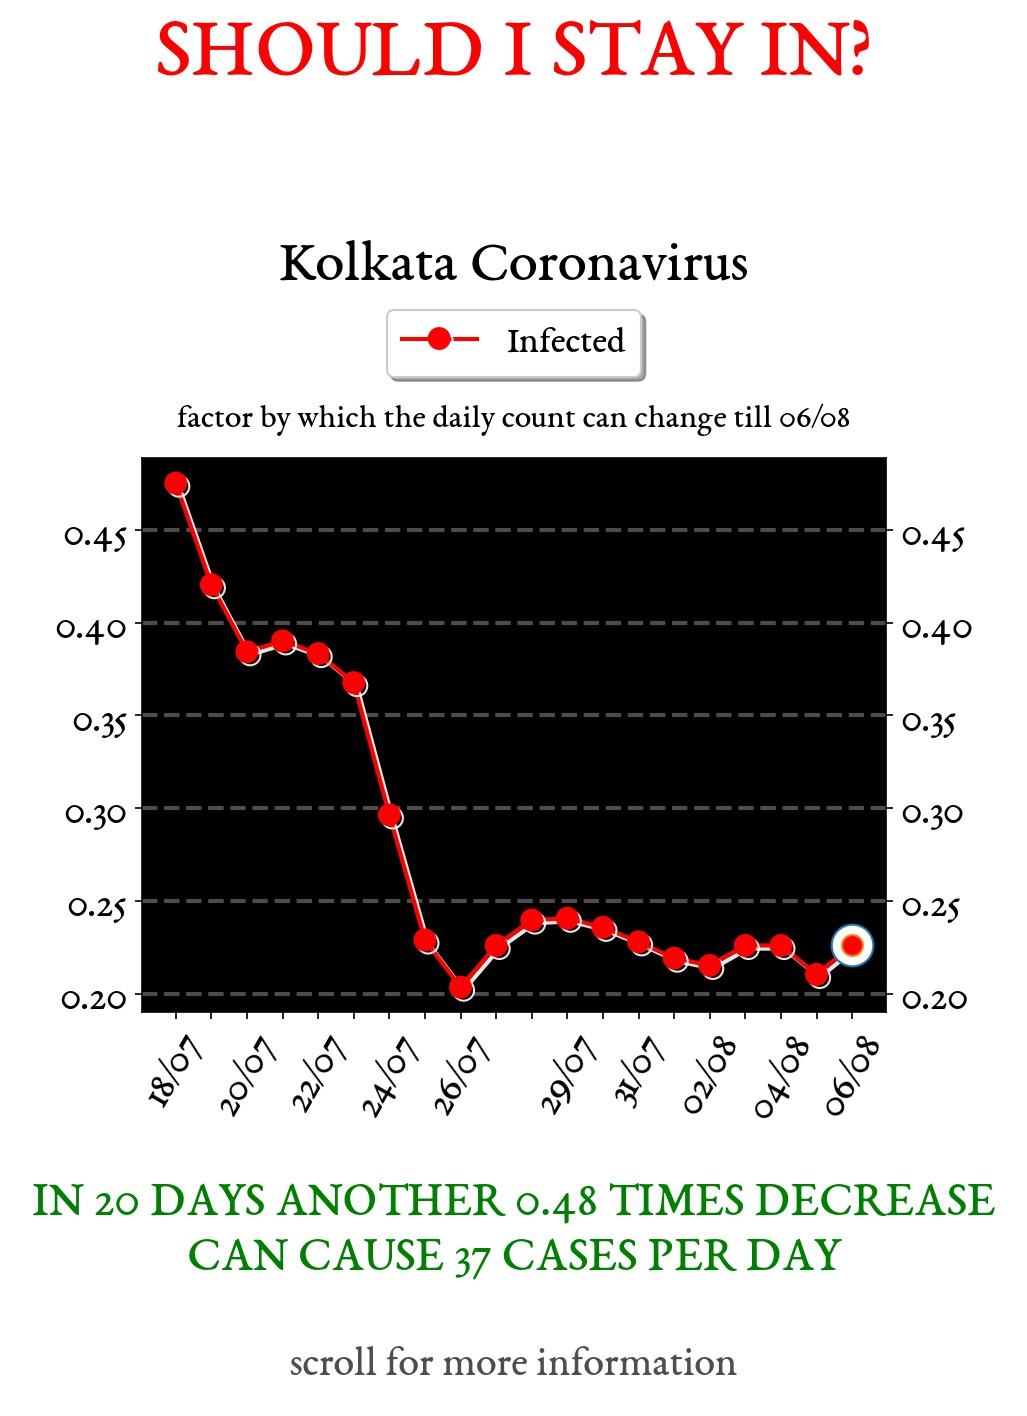 SHOULD I STAY IN?
Kolkata Coronavirus
Infected
factor by which the daily count can change till 06/08
0.45 0.45
0.40 0.40
0.35 0.35
0.30 0.30
0.25 0.25
0.20 0.20
18/07 20/07 22/07 24/07 26/07 29/07 31/07 02/08 04/08 06/08
IN 20 DAYS ANOTHER 0.48 TIMES DECREASE
CAN CAUSE 37 CASES PER DAY
scroll for more information